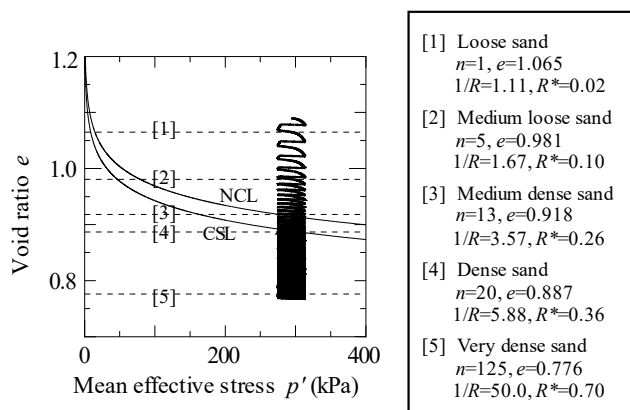 1.2
1.0
0.8
Void ratio e
[1]
[2]
[3]
[4]
[5]
NCL
CSL
0
200
400
Mean effective stress p' (kPa)
[1] Loose sand
n=1, e=1.065
1/R=1.11, R*=0.02
[2] Medium loose sand
n=5, e=0.981
1/R=1.67, R*=0.10
[3] Medium dense sand
n=13, e=0.918
1/R=3.57, R*=0.26
[4] Dense sand
n=20, e=0.887
1/R=5.88, R*=0.36
[5] Very dense sand
n=125, e=0.776
1/R=50.0, R*=0.70